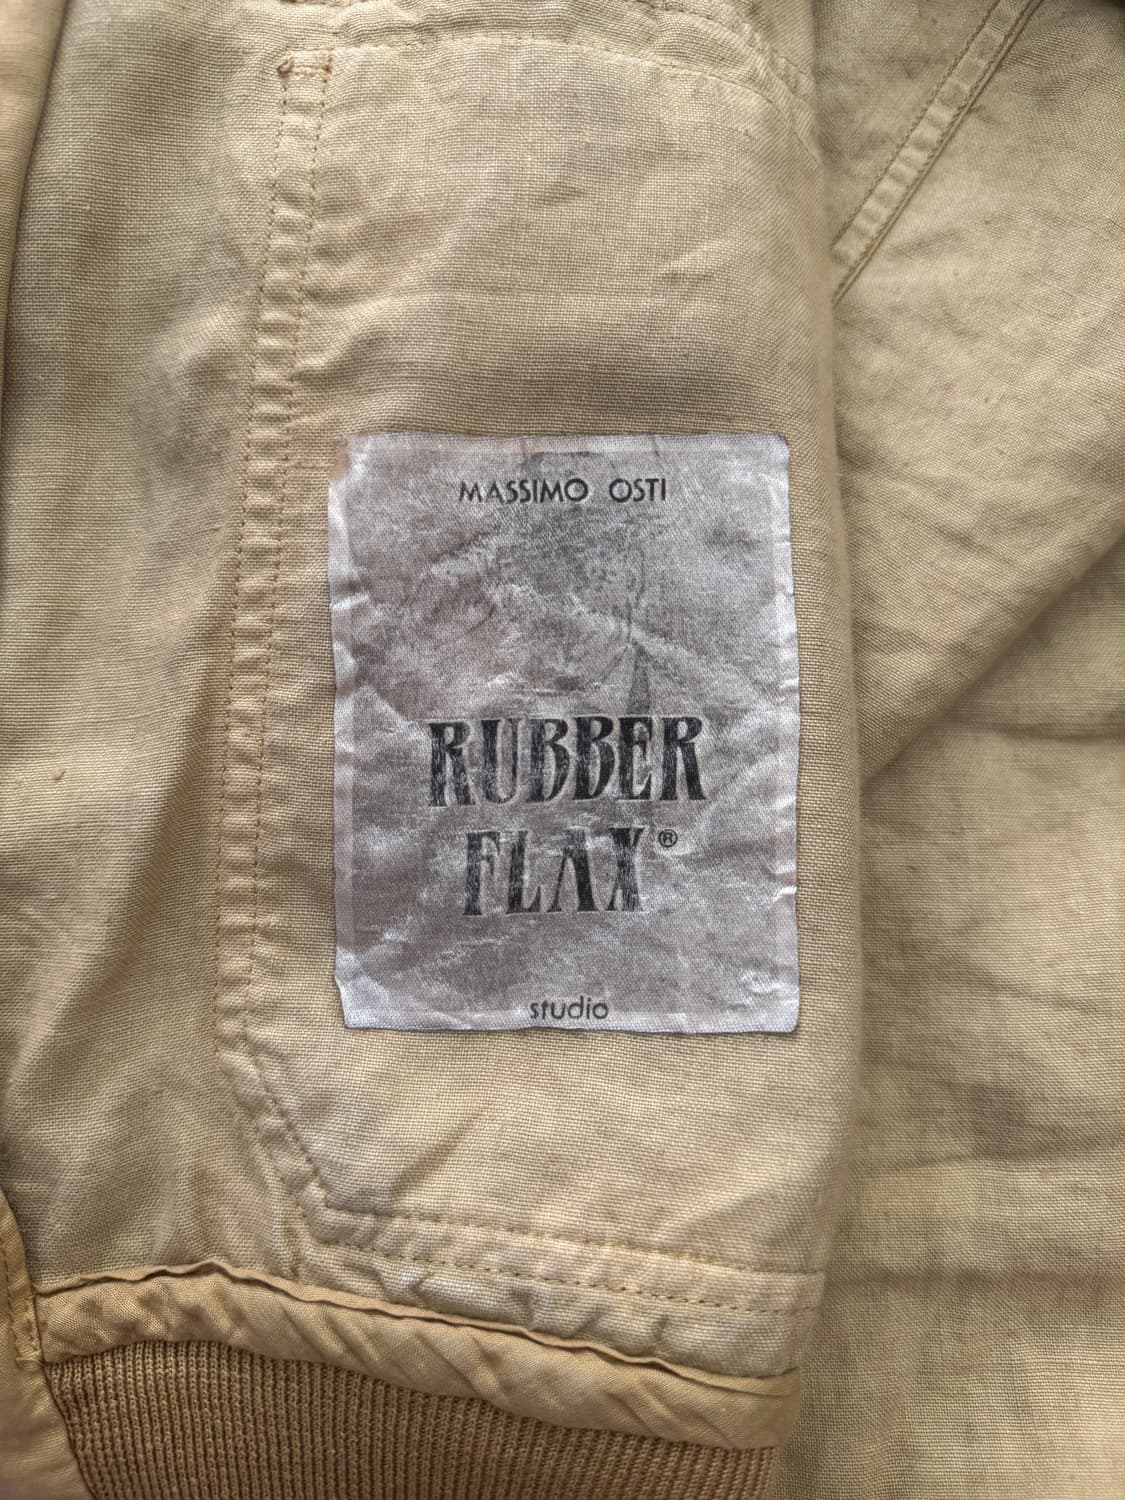 MASSIMO OSTI
RUBBER
FLAX®
studio